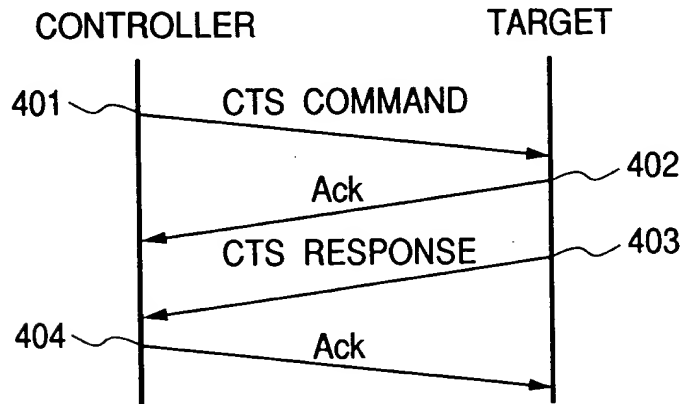 CONTROLLER
TARGET
401
CTS COMMAND
402
Ack
CTS RESPONSE
403
404
Ack